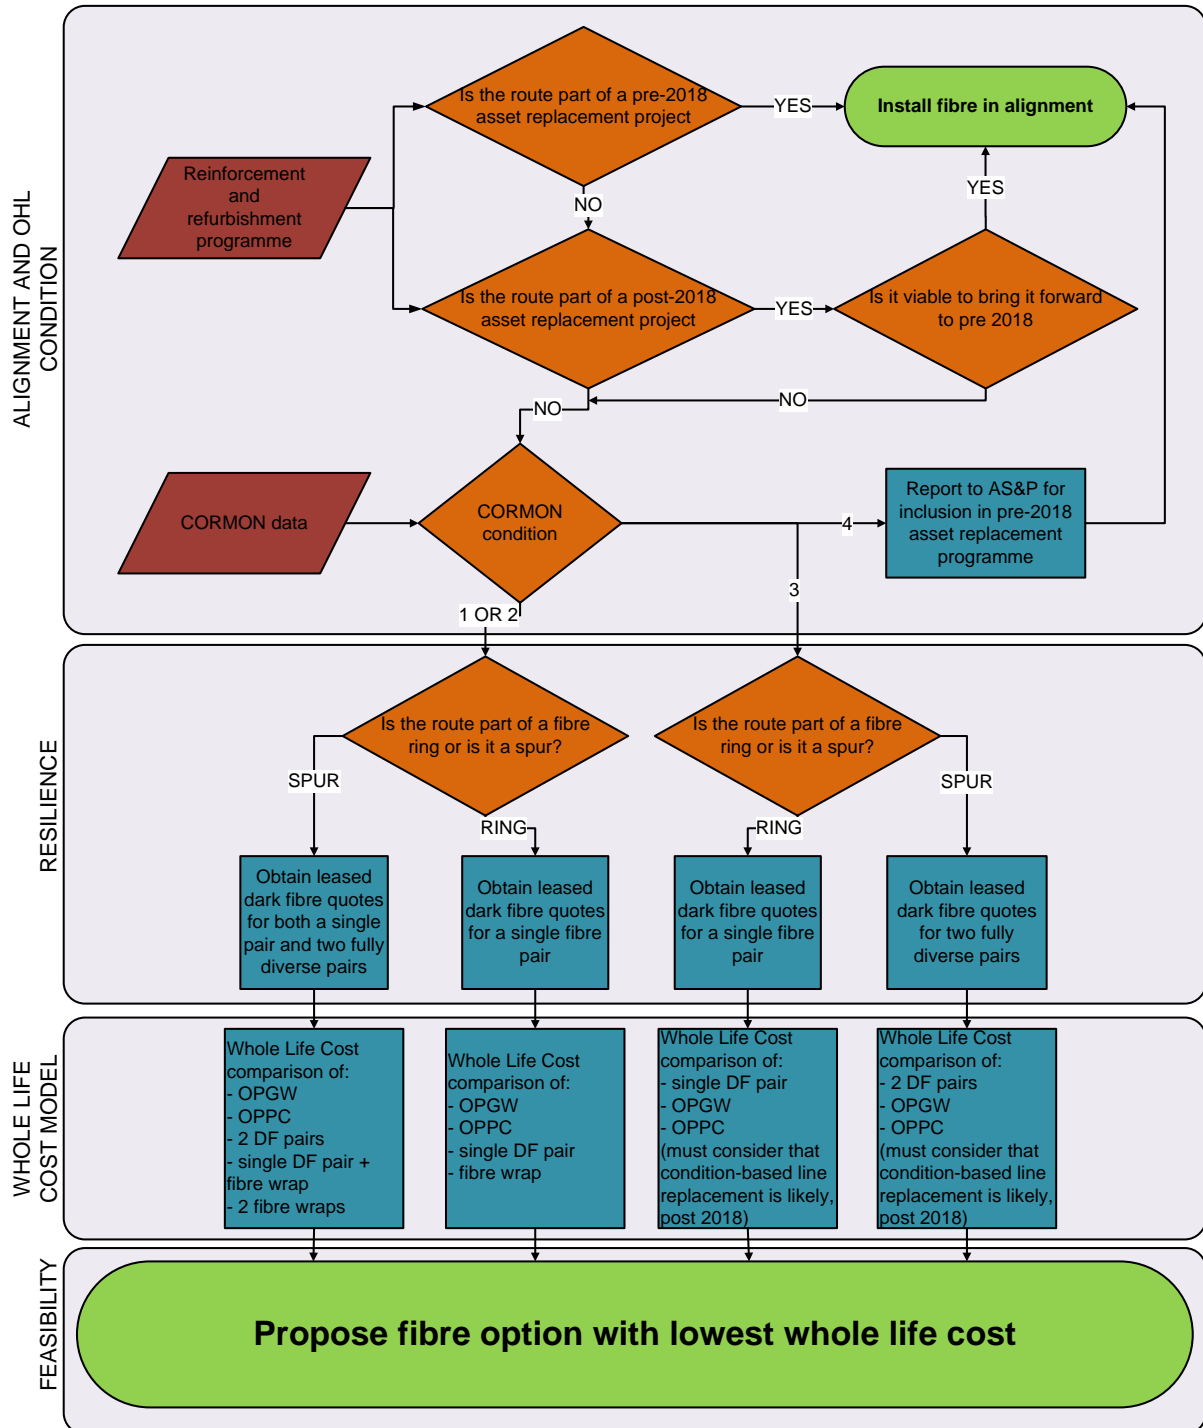 ALIGNMENT AND OHL
CONDITION
Is the route part of a pre-2018
asset replacement project
YES
Install fibre in alignment
Reinforcement
and
refurbishment
programme
NO
YES
Is the route part of a post-2018
asset replacement project
YES
Is it viable to bring it forward
to pre 2018
NO
NO
CORMON data
CORMON
condition
4
Report to AS&P for
inclusion in pre-2018
asset replacement
programme
3
1 OR 2
RESILIENCE
Is the route part of a fibre
ring or is it a spur?
Is the route part of a fibre
ring or is it a spur?
SPUR
RING
RING
SPUR
Obtain leased
dark fibre quotes
for both a single
pair and two fully
diverse pairs
Obtain leased
dark fibre quotes
for a single fibre
pair
Obtain leased
dark fibre quotes
for a single fibre
pair
Obtain leased
dark fibre quotes
for two fully
diverse pairs
WHOLE LIFE
COST MODEL
Whole Life Cost
comparison of:
- OPGW
- OPPC
- 2 DF pairs
- single DF pair +
fibre wrap
- 2 fibre wraps
Whole Life Cost
comparison of:
- OPGW
- OPPC
- single DF pair
- fibre wrap
Whole Life Cost
comparison of:
- single DF pair
- OPGW
- OPPC
(must consider that
condition-based line
replacement is likely,
post 2018)
Whole Life Cost
comparison of:
- 2 DF pairs
- OPGW
- OPPC
(must consider that
condition-based line
replacement is likely,
post 2018)
FEASIBILITY
Propose fibre option with lowest whole life cost